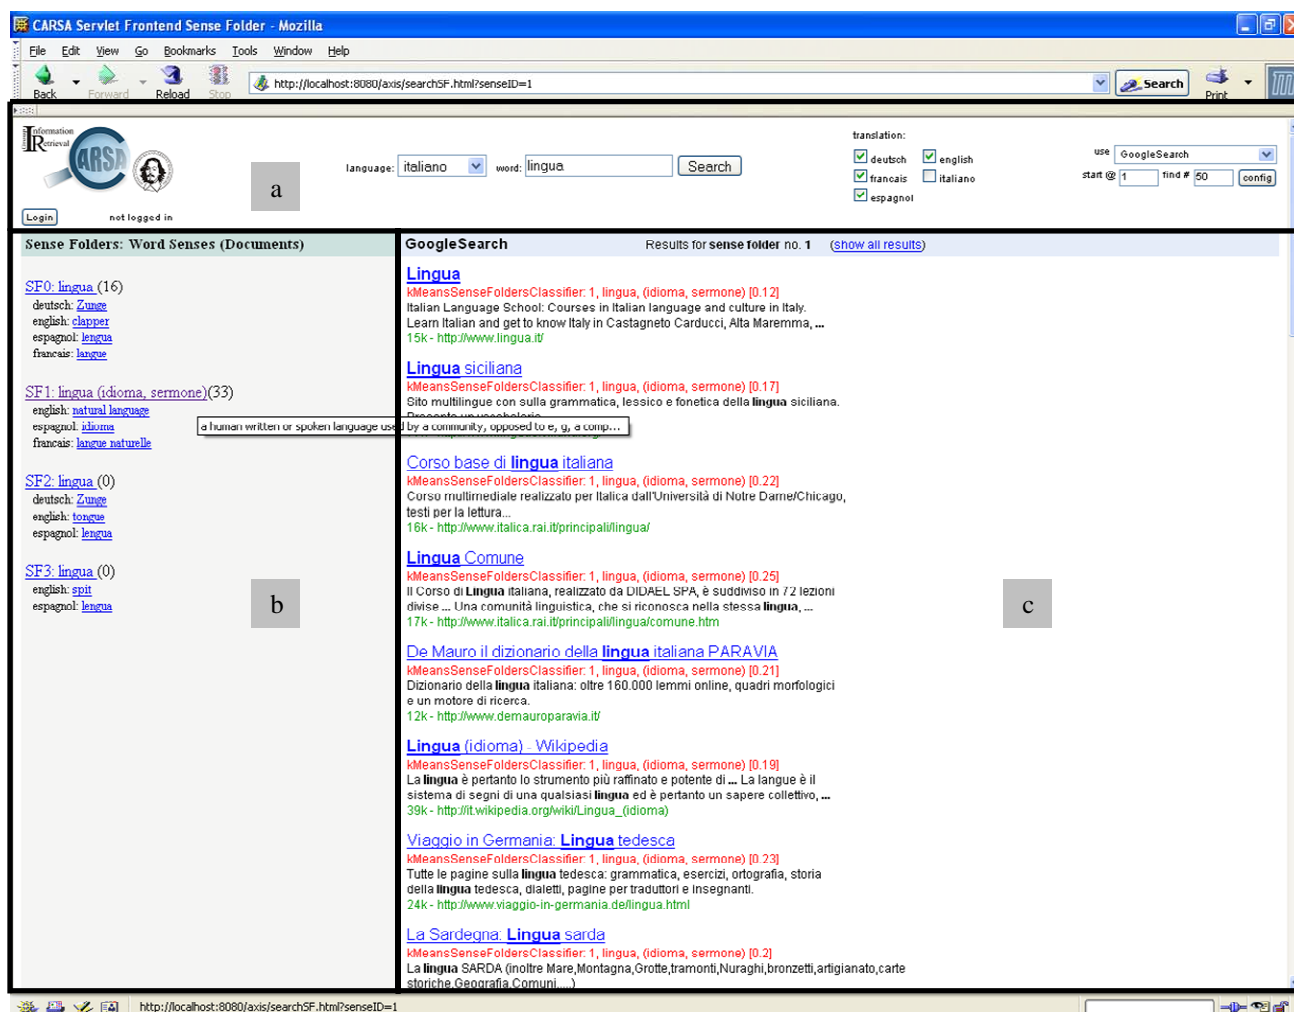 CARSA Servlet Frontend Sense Folder - Mozilla
File Edit View Go Bookmarks Tools Window Help
Back Forward Reload Stop http://localhost:8080/axis/searchSF.html?senseID=1 Search Print
Information Retrieval CARSA
language: italiano word: lingua Search
translation:
deutsch english
francais italiano
espagnol
use GoogleSearch
start @ 1 find # 50 config
a
Login not logged in
Sense Folders: Word Senses (Documents)
SF0: lingua (16)
deutsch: Zunge
english: clapper
espagnol: lengua
francais: langue
SF1: lingua (idioma, sermone)(33)
english: natural language
espagnol: idioma
francais: langue naturelle
a human written or spoken language used by a community, opposed to e, g, a comp...
SF2: lingua (0)
deutsch: Zunge
english: tongue
espagnol: lengua
SF3: lingua (0)
english: spit
espagnol: lengua
b
GoogleSearch Results for sense folder no. 1 (show all results)
Lingua
kMeansSenseFoldersClassifier: 1, lingua, (idioma, sermone) [0.12]
Italian Language School: Courses in Italian language and culture in Italy.
Learn Italian and get to know Italy in Castagneto Carducci, Alta Maremma, ...
15k - http://www.lingua.it/
Lingua siciliana
kMeansSenseFoldersClassifier: 1, lingua, (idioma, sermone) [0.17]
Sito multilingue con sulla grammatica, lessico e fonetica della lingua siciliana.
Presenta un vocabolario
Corso base di lingua italiana
kMeansSenseFoldersClassifier: 1, lingua, (idioma, sermone) [0.22]
Corso multimediale realizzato per Italica dall'Università di Notre Dame/Chicago,
testi per la lettura...
16k - http://www.italica.rai.it/principali/lingua/
Lingua Comune
kMeansSenseFoldersClassifier: 1, lingua, (idioma, sermone) [0.25]
Il Corso di Lingua italiana, realizzato da DIDAEL SPA, è suddiviso in 72 lezioni
divise ... Una comunità linguistica, che si riconosca nella stessa lingua, ...
17k - http://www.italica.rai.it/principali/lingua/comune.htm
c
De Mauro il dizionario della lingua italiana PARAVIA
kMeansSenseFoldersClassifier: 1, lingua, (idioma, sermone) [0.21]
Dizionario della lingua italiana: oltre 160.000 lemmi online, quadri morfologici
e un motore di ricerca.
12k - http://www.demauroparavia.it/
Lingua (idioma) - Wikipedia
kMeansSenseFoldersClassifier: 1, lingua, (idioma, sermone) [0.19]
La lingua è pertanto lo strumento più raffinato e potente di ... La langue è il
sistema di segni di una qualsiasi lingua ed è pertanto un sapere collettivo, ...
39k - http://it.wikipedia.org/wiki/Lingua_(idioma)
Viaggio in Germania: Lingua tedesca
kMeansSenseFoldersClassifier: 1, lingua, (idioma, sermone) [0.23]
Tutte le pagine sulla lingua tedesca: grammatica, esercizi, ortografia, storia
della lingua tedesca, dialetti, pagine per traduttori e insegnanti.
24k - http://www.viaggio-in-germania.de/lingua.html
La Sardegna: Lingua sarda
kMeansSenseFoldersClassifier: 1, lingua, (idioma, sermone) [0.2]
La lingua SARDA (inoltre Mare,Montagna,Grotte,tramonti,Nuraghi,bronzetti,artigianato,carte
storiche,Geografia,Comuni,....)
http://localhost:8080/axis/searchSF.html?senseID=1